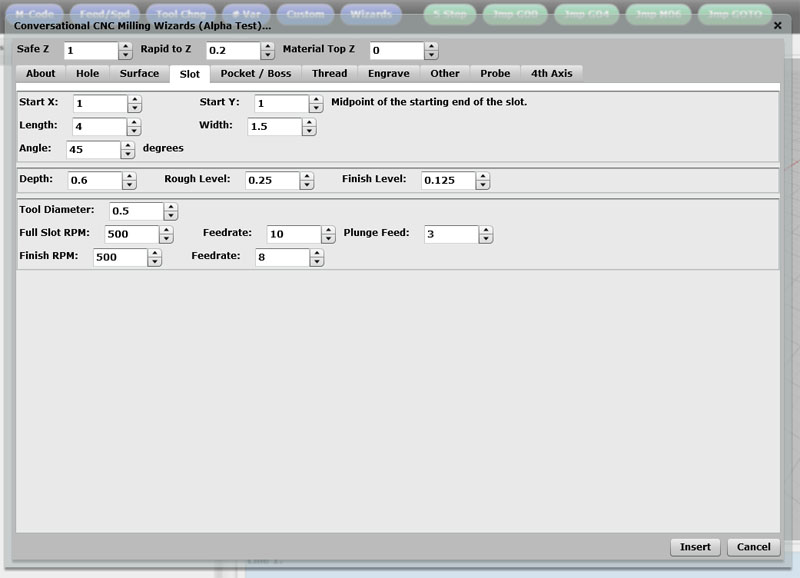 M-Code Feed/Spd Tool Chng # Var Custom Wizards S Stop Jmp G00 Jmp G04 Jmp M06 Jmp GOTO
Conversational CNC Milling Wizards (Alpha Test)...
Safe Z 1 Rapid to Z 0.2 Material Top Z 0
About Hole Surface Slot Pocket / Boss Thread Engrave Other Probe 4th Axis
Start X: 1 Start Y: 1 Midpoint of the starting end of the slot.
Length: 4 Width: 1.5
Angle: 45 degrees
Depth: 0.6 Rough Level: 0.25 Finish Level: 0.125
Tool Diameter: 0.5
Full Slot RPM: 500 Feedrate: 10 Plunge Feed: 3
Finish RPM: 500 Feedrate: 8
Insert Cancel